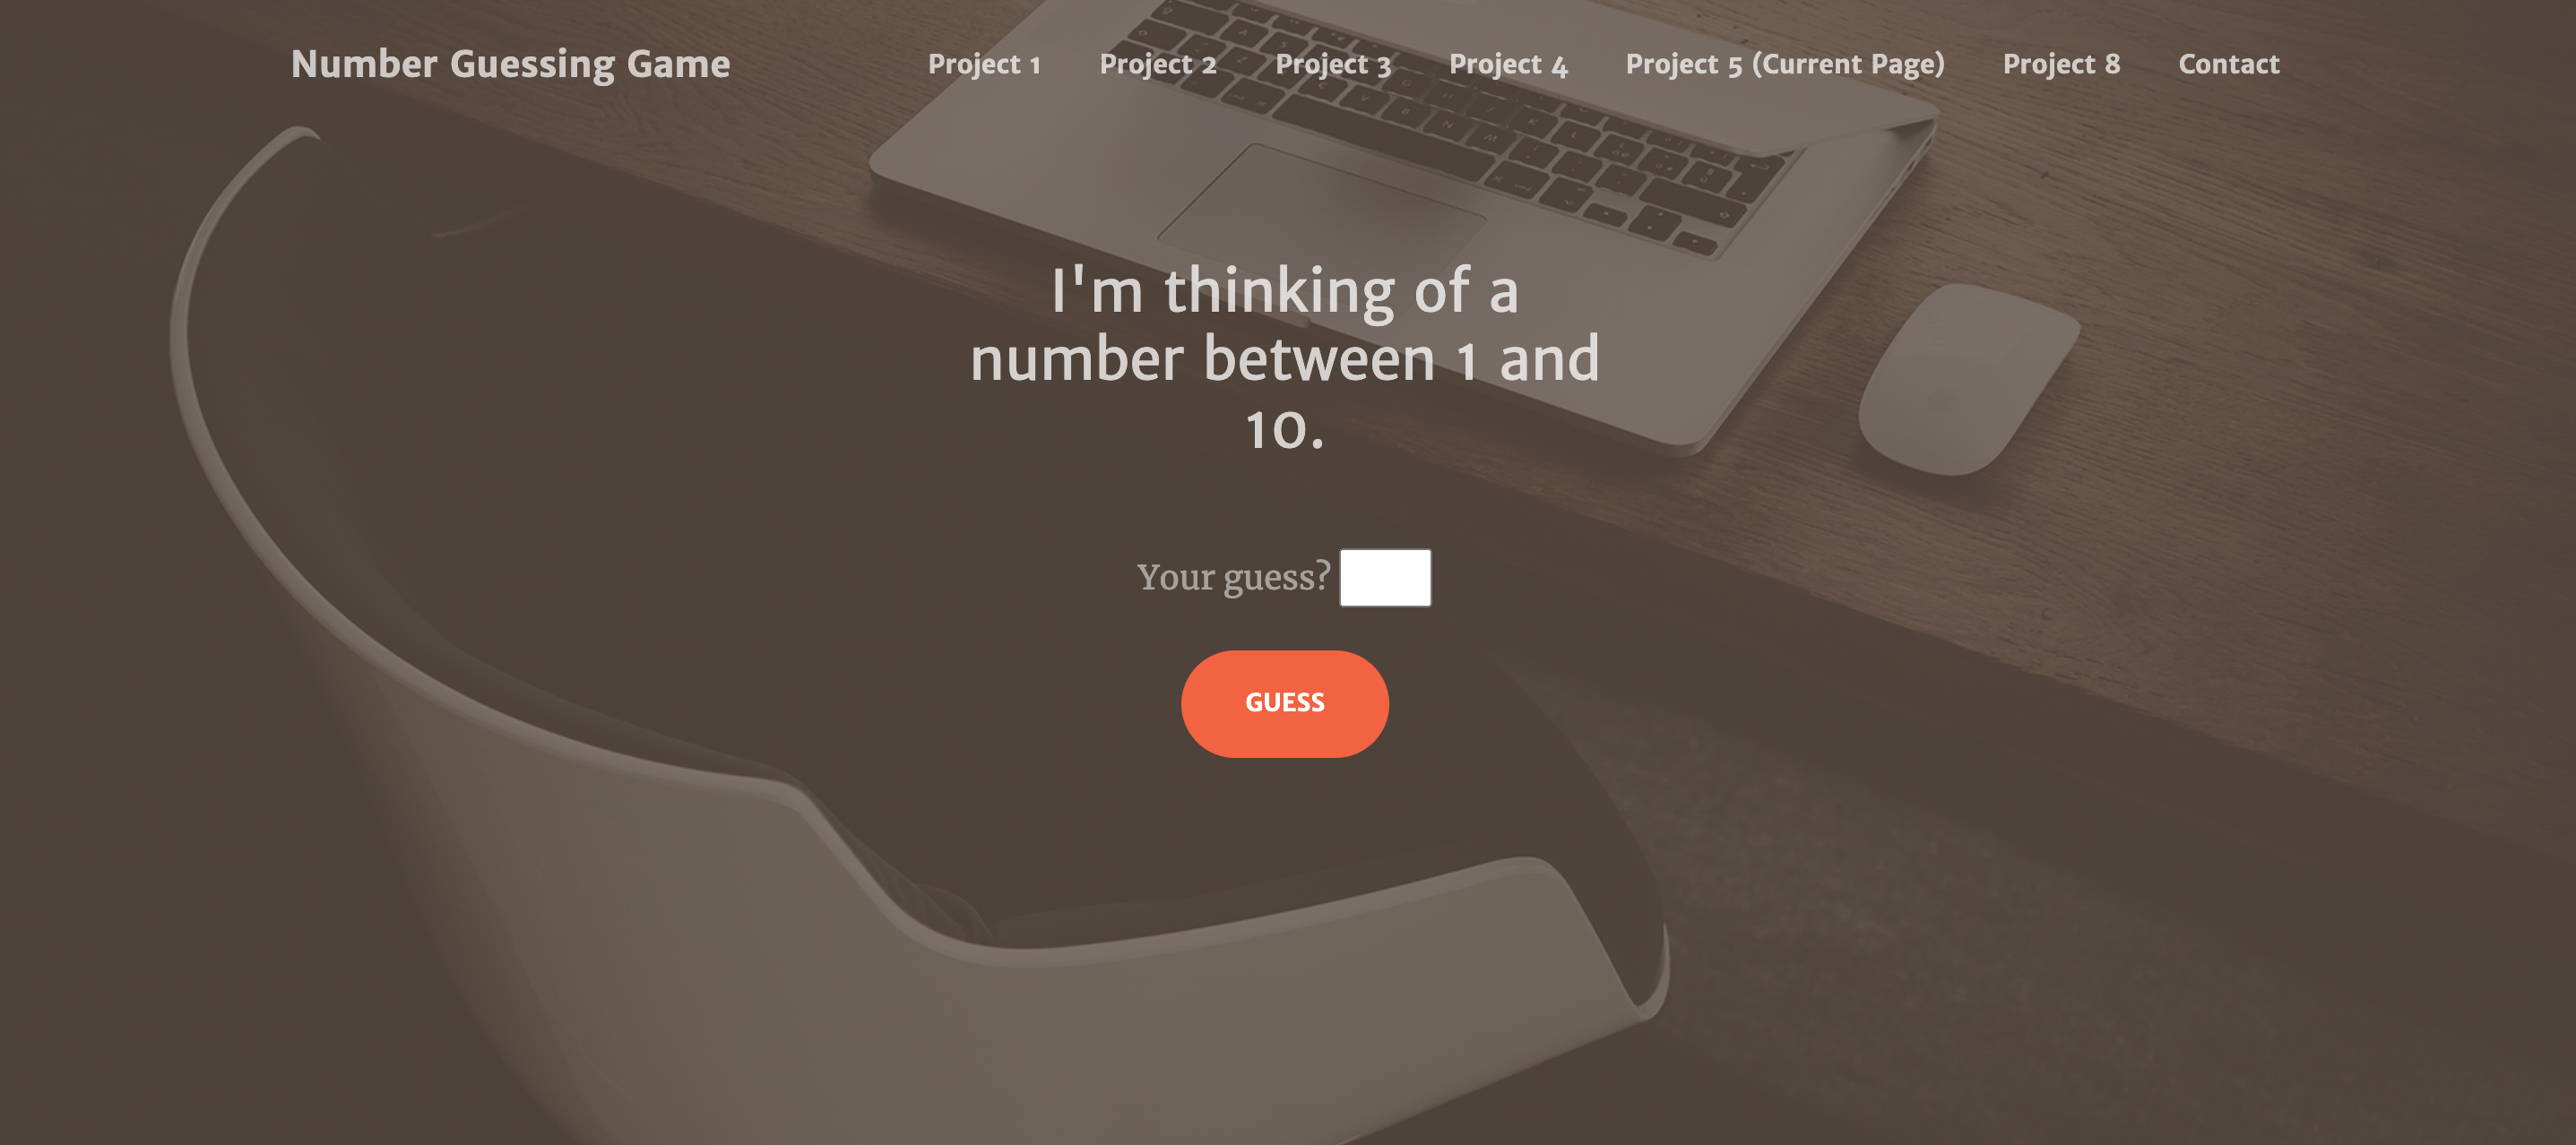 Number Guessing Game Project 1 Project 2 Project 3 Project 4 Project 5 (Current Page) Project 8 Contact
I'm thinking of a
number between 1 and
10.
Your guess?
GUESS